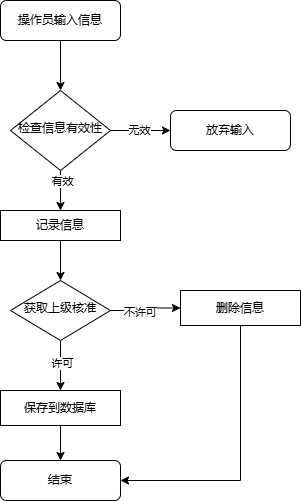 操作员输入信息
检查信息有效性
无效
放弃输入
有效
记录信息
获取上级核准
不许可
删除信息
许可
保存到数据库
结束